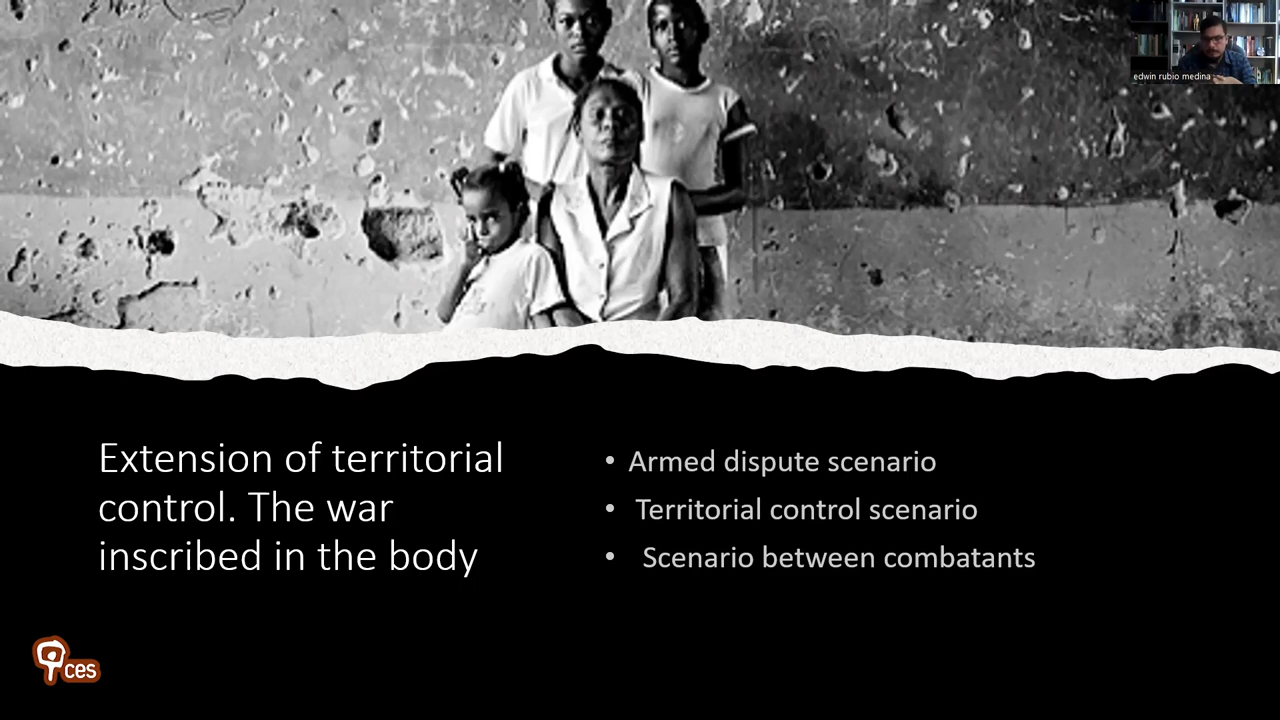 edwin rubio medina
Extension of territorial
control. The war
inscribed in the body
• Armed dispute scenario
• Territorial control scenario
• Scenario between combatants
ces